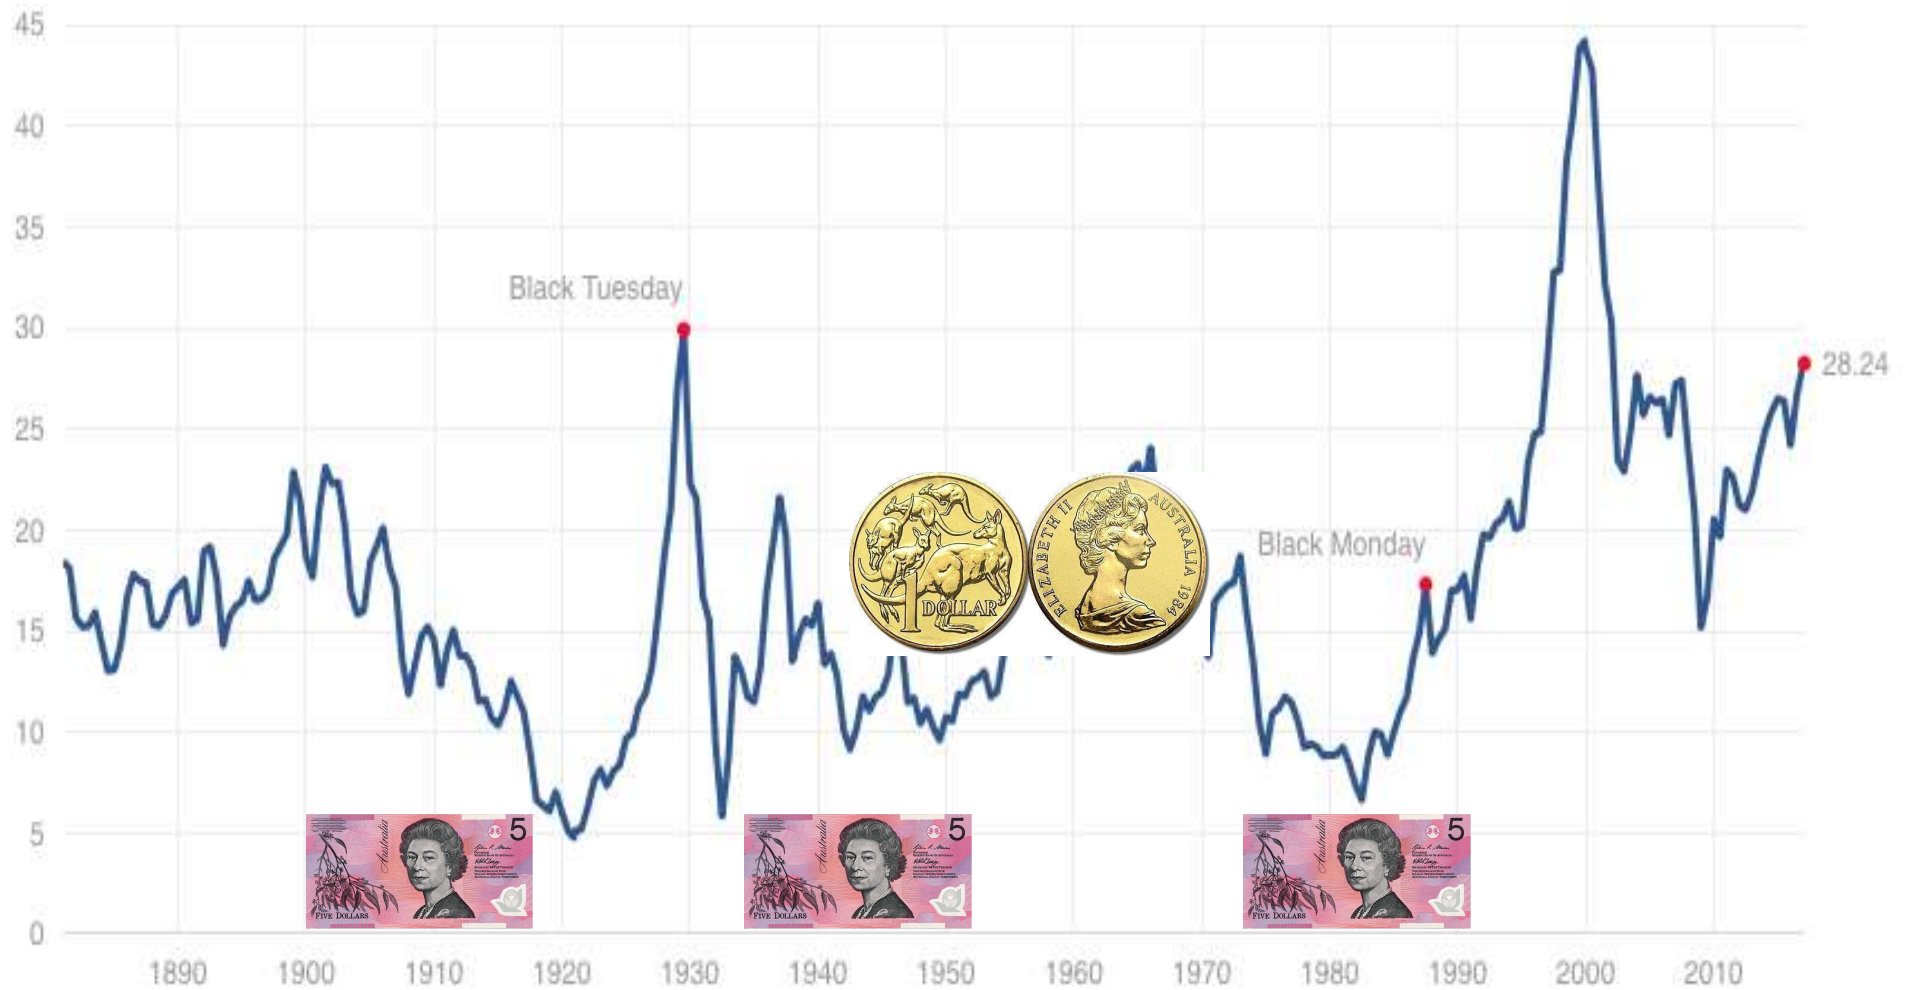 45
40
35
30
25
20
15
10
5
0
Black Tuesday
28.24
Black Monday
1
DOLLAR
ELIZABETH II
AUSTRALIA 1984
Australia
5
FIVE DOLLARS
Australia
5
FIVE DOLLARS
Australia
5
FIVE DOLLARS
1890 1900 1910 1920 1930 1940 1950 1960 1970 1980 1990 2000 2010